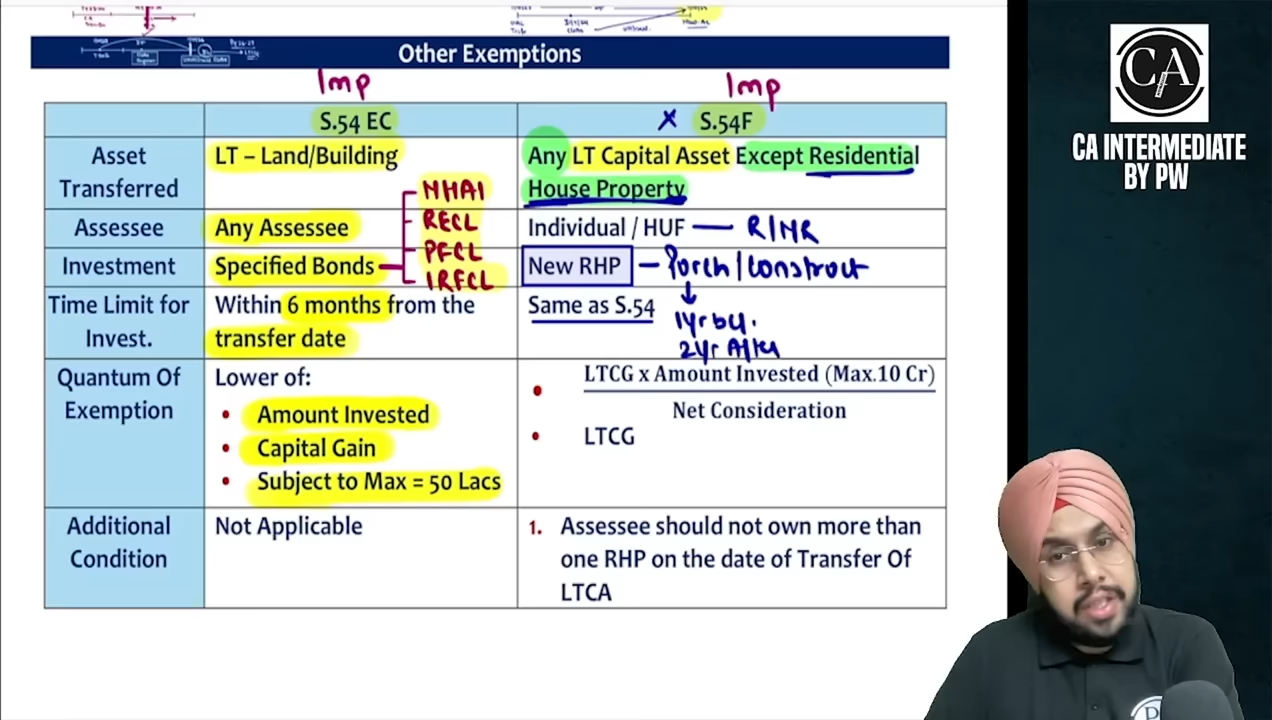 Other Exemptions
Imp
Imp
S.54 EC
x S.54F
Asset Transferred
LT – Land/Building
Any LT Capital Asset Except Residential
House Property
NHAI
RECL
PFCL
IRFCL
Assessee
Any Assessee
Individual / HUF — R/NR
Investment
Specified Bonds
New RHP — Purch/Construct
Time Limit for
Invest.
Within 6 months from the
transfer date
Same as S.54
1yr bef.
2yr After
Quantum Of
Exemption
Lower of:
• Amount Invested
• Capital Gain
• Subject to Max = 50 Lacs
• LTCG x Amount Invested (Max.10 Cr)
Net Consideration
• LTCG
Additional
Condition
Not Applicable
1. Assessee should not own more than
one RHP on the date of Transfer Of
LTCA
CA
CA INTERMEDIATE
BY PW